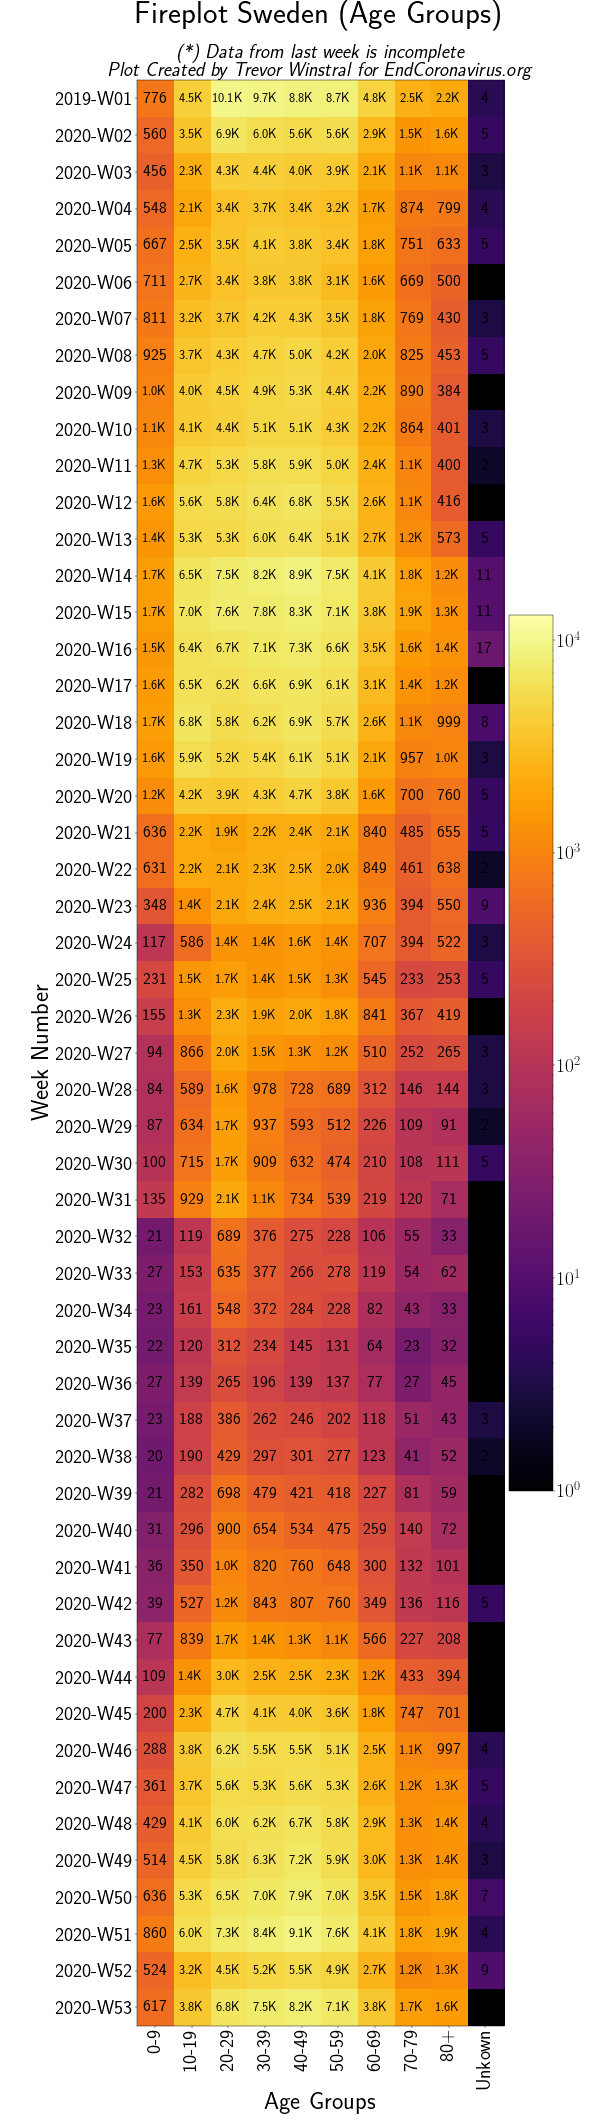 Fireplot Sweden (Age Groups)
(*) Data from last week is incomplete
Plot Created by Trevor Winstral for EndCoronavirus.org
2019-W01 776 4.5K 10.1K 9.7K 8.8K 8.7K 4.8K 2.5K 2.2K 4
2020-W02 560 3.5K 6.9K 6.0K 5.6K 5.6K 2.9K 1.5K 1.6K 5
2020-W03 456 2.3K 4.3K 4.4K 4.0K 3.9K 2.1K 1.1K 1.1K 3
2020-W04 548 2.1K 3.4K 3.7K 3.4K 3.2K 1.7K 874 799 4
2020-W05 667 2.5K 3.5K 4.1K 3.8K 3.4K 1.8K 751 633 5
2020-W06 711 2.7K 3.4K 3.8K 3.8K 3.1K 1.6K 669 500
2020-W07 811 3.2K 3.7K 4.2K 4.3K 3.5K 1.8K 769 430 3
2020-W08 925 3.7K 4.3K 4.7K 5.0K 4.2K 2.0K 825 453 5
2020-W09 1.0K 4.0K 4.5K 4.9K 5.3K 4.4K 2.2K 890 384
2020-W10 1.1K 4.1K 4.4K 5.1K 5.1K 4.3K 2.2K 864 401 3
2020-W11 1.3K 4.7K 5.3K 5.8K 5.9K 5.0K 2.4K 1.1K 400 2
2020-W12 1.6K 5.6K 5.8K 6.4K 6.8K 5.5K 2.6K 1.1K 416
2020-W13 1.4K 5.3K 5.3K 6.0K 6.4K 5.1K 2.7K 1.2K 573 5
2020-W14 1.7K 6.5K 7.5K 8.2K 8.9K 7.5K 4.1K 1.8K 1.2K 11
2020-W15 1.7K 7.0K 7.6K 7.8K 8.3K 7.1K 3.8K 1.9K 1.3K 11
2020-W16 1.5K 6.4K 6.7K 7.1K 7.3K 6.6K 3.5K 1.6K 1.4K 17
2020-W17 1.6K 6.5K 6.2K 6.6K 6.9K 6.1K 3.1K 1.4K 1.2K
2020-W18 1.7K 6.8K 5.8K 6.2K 6.9K 5.7K 2.6K 1.1K 999 8
2020-W19 1.6K 5.9K 5.2K 5.4K 6.1K 5.1K 2.1K 957 1.0K 3
2020-W20 1.2K 4.2K 3.9K 4.3K 4.7K 3.8K 1.6K 700 760 5
2020-W21 636 2.2K 1.9K 2.2K 2.4K 2.1K 840 485 655 5
2020-W22 631 2.2K 2.1K 2.3K 2.5K 2.0K 849 461 638 2
2020-W23 348 1.4K 2.1K 2.4K 2.5K 2.1K 936 394 550 9
2020-W24 117 586 1.4K 1.4K 1.6K 1.4K 707 394 522 3
2020-W25 231 1.5K 1.7K 1.4K 1.5K 1.3K 545 233 253 5
2020-W26 155 1.3K 2.3K 1.9K 2.0K 1.8K 841 367 419
2020-W27 94 866 2.0K 1.5K 1.3K 1.2K 510 252 265 3
2020-W28 84 589 1.6K 978 728 689 312 146 144 3
2020-W29 87 634 1.7K 937 593 512 226 109 91 2
2020-W30 100 715 1.7K 909 632 474 210 108 111 5
2020-W31 135 929 2.1K 1.1K 734 539 219 120 71
2020-W32 21 119 689 376 275 228 106 55 33
2020-W33 27 153 635 377 266 278 119 54 62
2020-W34 23 161 548 372 284 228 82 43 33
2020-W35 22 120 312 234 145 131 64 23 32
2020-W36 27 139 265 196 139 137 77 27 45
2020-W37 23 188 386 262 246 202 118 51 43 3
2020-W38 20 190 429 297 301 277 123 41 52 2
2020-W39 21 282 698 479 421 418 227 81 59
2020-W40 31 296 900 654 534 475 259 140 72
2020-W41 36 350 1.0K 820 760 648 300 132 101
2020-W42 39 527 1.2K 843 807 760 349 136 116 5
2020-W43 77 839 1.7K 1.4K 1.3K 1.1K 566 227 208
2020-W44 109 1.4K 3.0K 2.5K 2.5K 2.3K 1.2K 433 394
2020-W45 200 2.3K 4.7K 4.1K 4.0K 3.6K 1.8K 747 701
2020-W46 288 3.8K 6.2K 5.5K 5.5K 5.1K 2.5K 1.1K 997 4
2020-W47 361 3.7K 5.6K 5.3K 5.6K 5.3K 2.6K 1.2K 1.3K 5
2020-W48 429 4.1K 6.0K 6.2K 6.7K 5.8K 2.9K 1.3K 1.4K 4
2020-W49 514 4.5K 5.8K 6.3K 7.2K 5.9K 3.0K 1.3K 1.4K 3
2020-W50 636 5.3K 6.5K 7.0K 7.9K 7.0K 3.5K 1.5K 1.8K 7
2020-W51 860 6.0K 7.3K 8.4K 9.1K 7.6K 4.1K 1.8K 1.9K 4
2020-W52 524 3.2K 4.5K 5.2K 5.5K 4.9K 2.7K 1.2K 1.3K 9
2020-W53 617 3.8K 6.8K 7.5K 8.2K 7.1K 3.8K 1.7K 1.6K
0-9 10-19 20-29 30-39 40-49 50-59 60-69 70-79 80+ Unkown
Age Groups
Week Number
10⁴
10³
10²
10¹
10⁰